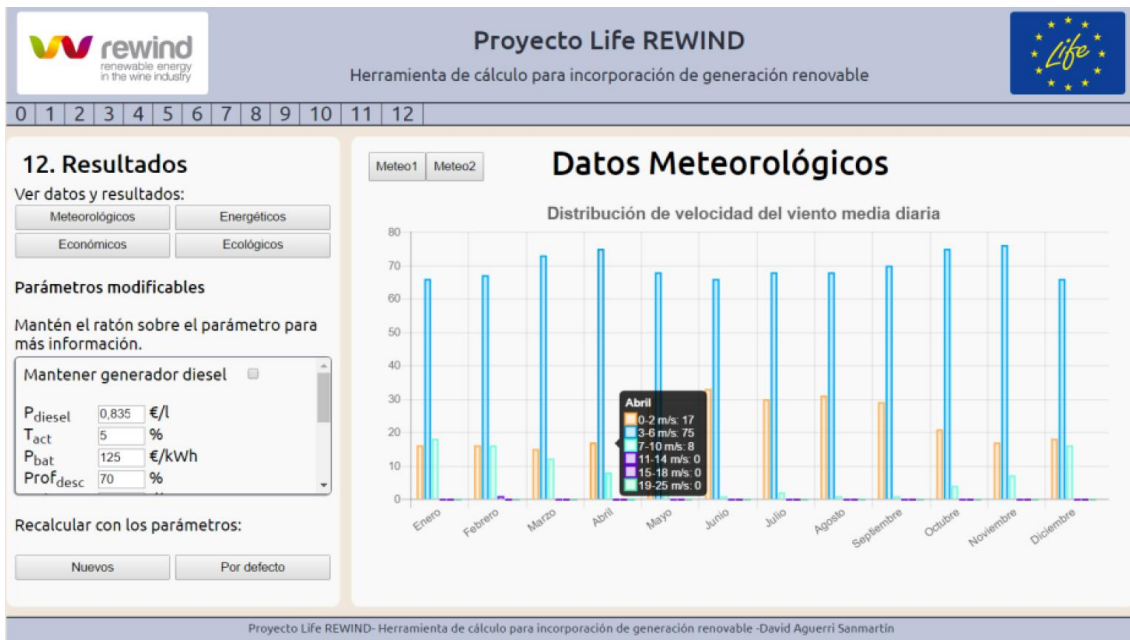 rewind
renewable energy
in the wine industry
Proyecto Life REWIND
Herramienta de cálculo para incorporación de generación renovable
Life
0 1 2 3 4 5 6 7 8 9 10 11 12
12. Resultados
Ver datos y resultados:
Meteorológicos Energéticos
Económicos Ecológicos
Parámetros modificables
Mantén el ratón sobre el parámetro para
más información.
Mantener generador diesel
Pdiesel 0,835 €/l
Tact 5 %
Pbat 125 €/kWh
Profdesc 70 %
Recalcular con los parámetros:
Nuevos Por defecto
Meteo1 Meteo2
Datos Meteorológicos
Distribución de velocidad del viento media diaria
80
70
60
50
40
30
20
10
0
Abril
0-2 m/s: 17
3-6 m/s: 75
7-10 m/s: 8
11-14 m/s: 0
15-18 m/s: 0
19-25 m/s: 0
Enero Febrero Marzo Abril Mayo Junio Julio Agosto Septiembre Octubre Noviembre Diciembre
Proyecto Life REWIND- Herramienta de cálculo para incorporación de generación renovable -David Aguerri Sanmartín